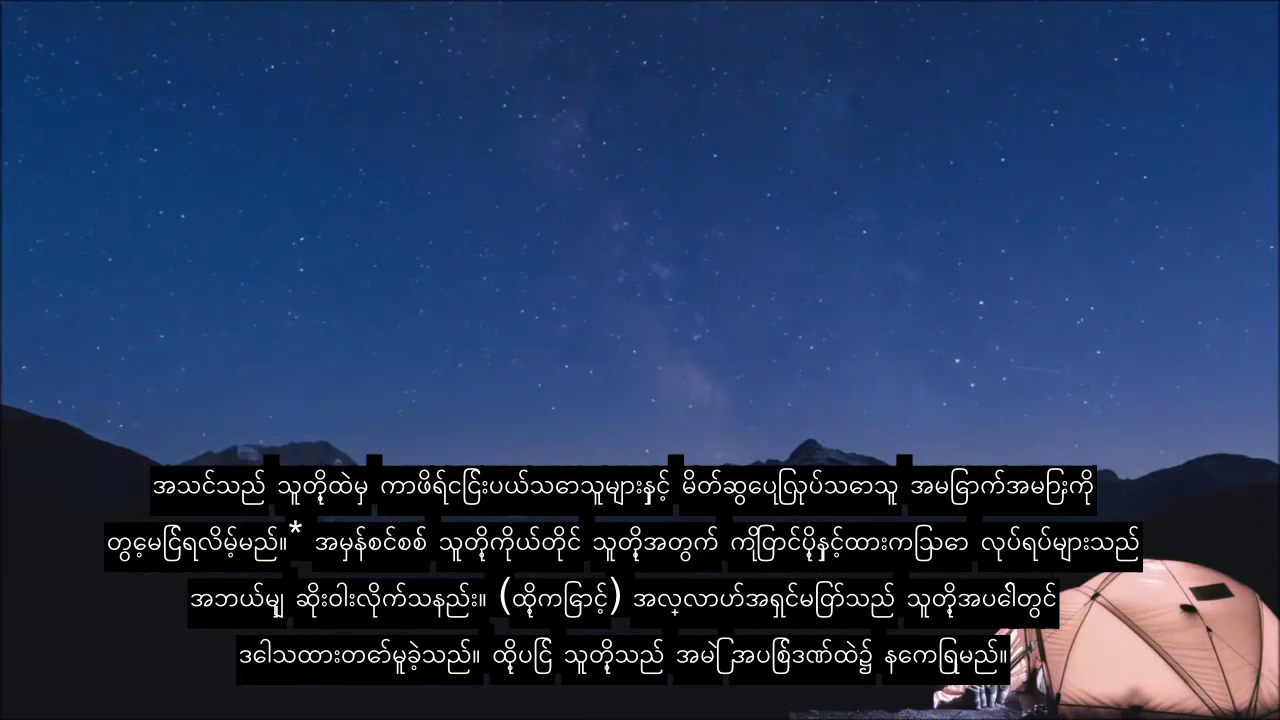 အသင်သည် သူတို့ထဲမှ ကာဖိရ်ငြင်းပယ်သောသူများနှင့် မိတ်ဆွေပြုလုပ်သောသူ အမြောက်အမြားကို
တွေ့မြင်ရလိမ့်မည်။* အမှန်စင်စစ် သူတို့ကိုယ်တိုင် သူတို့အတွက် ကြိုပြောင်ပို့နှင့်ထားကြသော လုပ်ရပ်များသည်
အဘယ်မျှ ဆိုးဝါးလိုက်သနည်း။ (ထို့ကြောင့်) အလ္လာဟ်အရှင်မြတ်သည် သူတို့အပေါ်တွင်
ဒေါသထားတော်မူခဲ့သည်။ ထို့ပြင် သူတို့သည် အမြဲအပြစ်ဒဏ်ထဲ၌ နေကြရမည်။